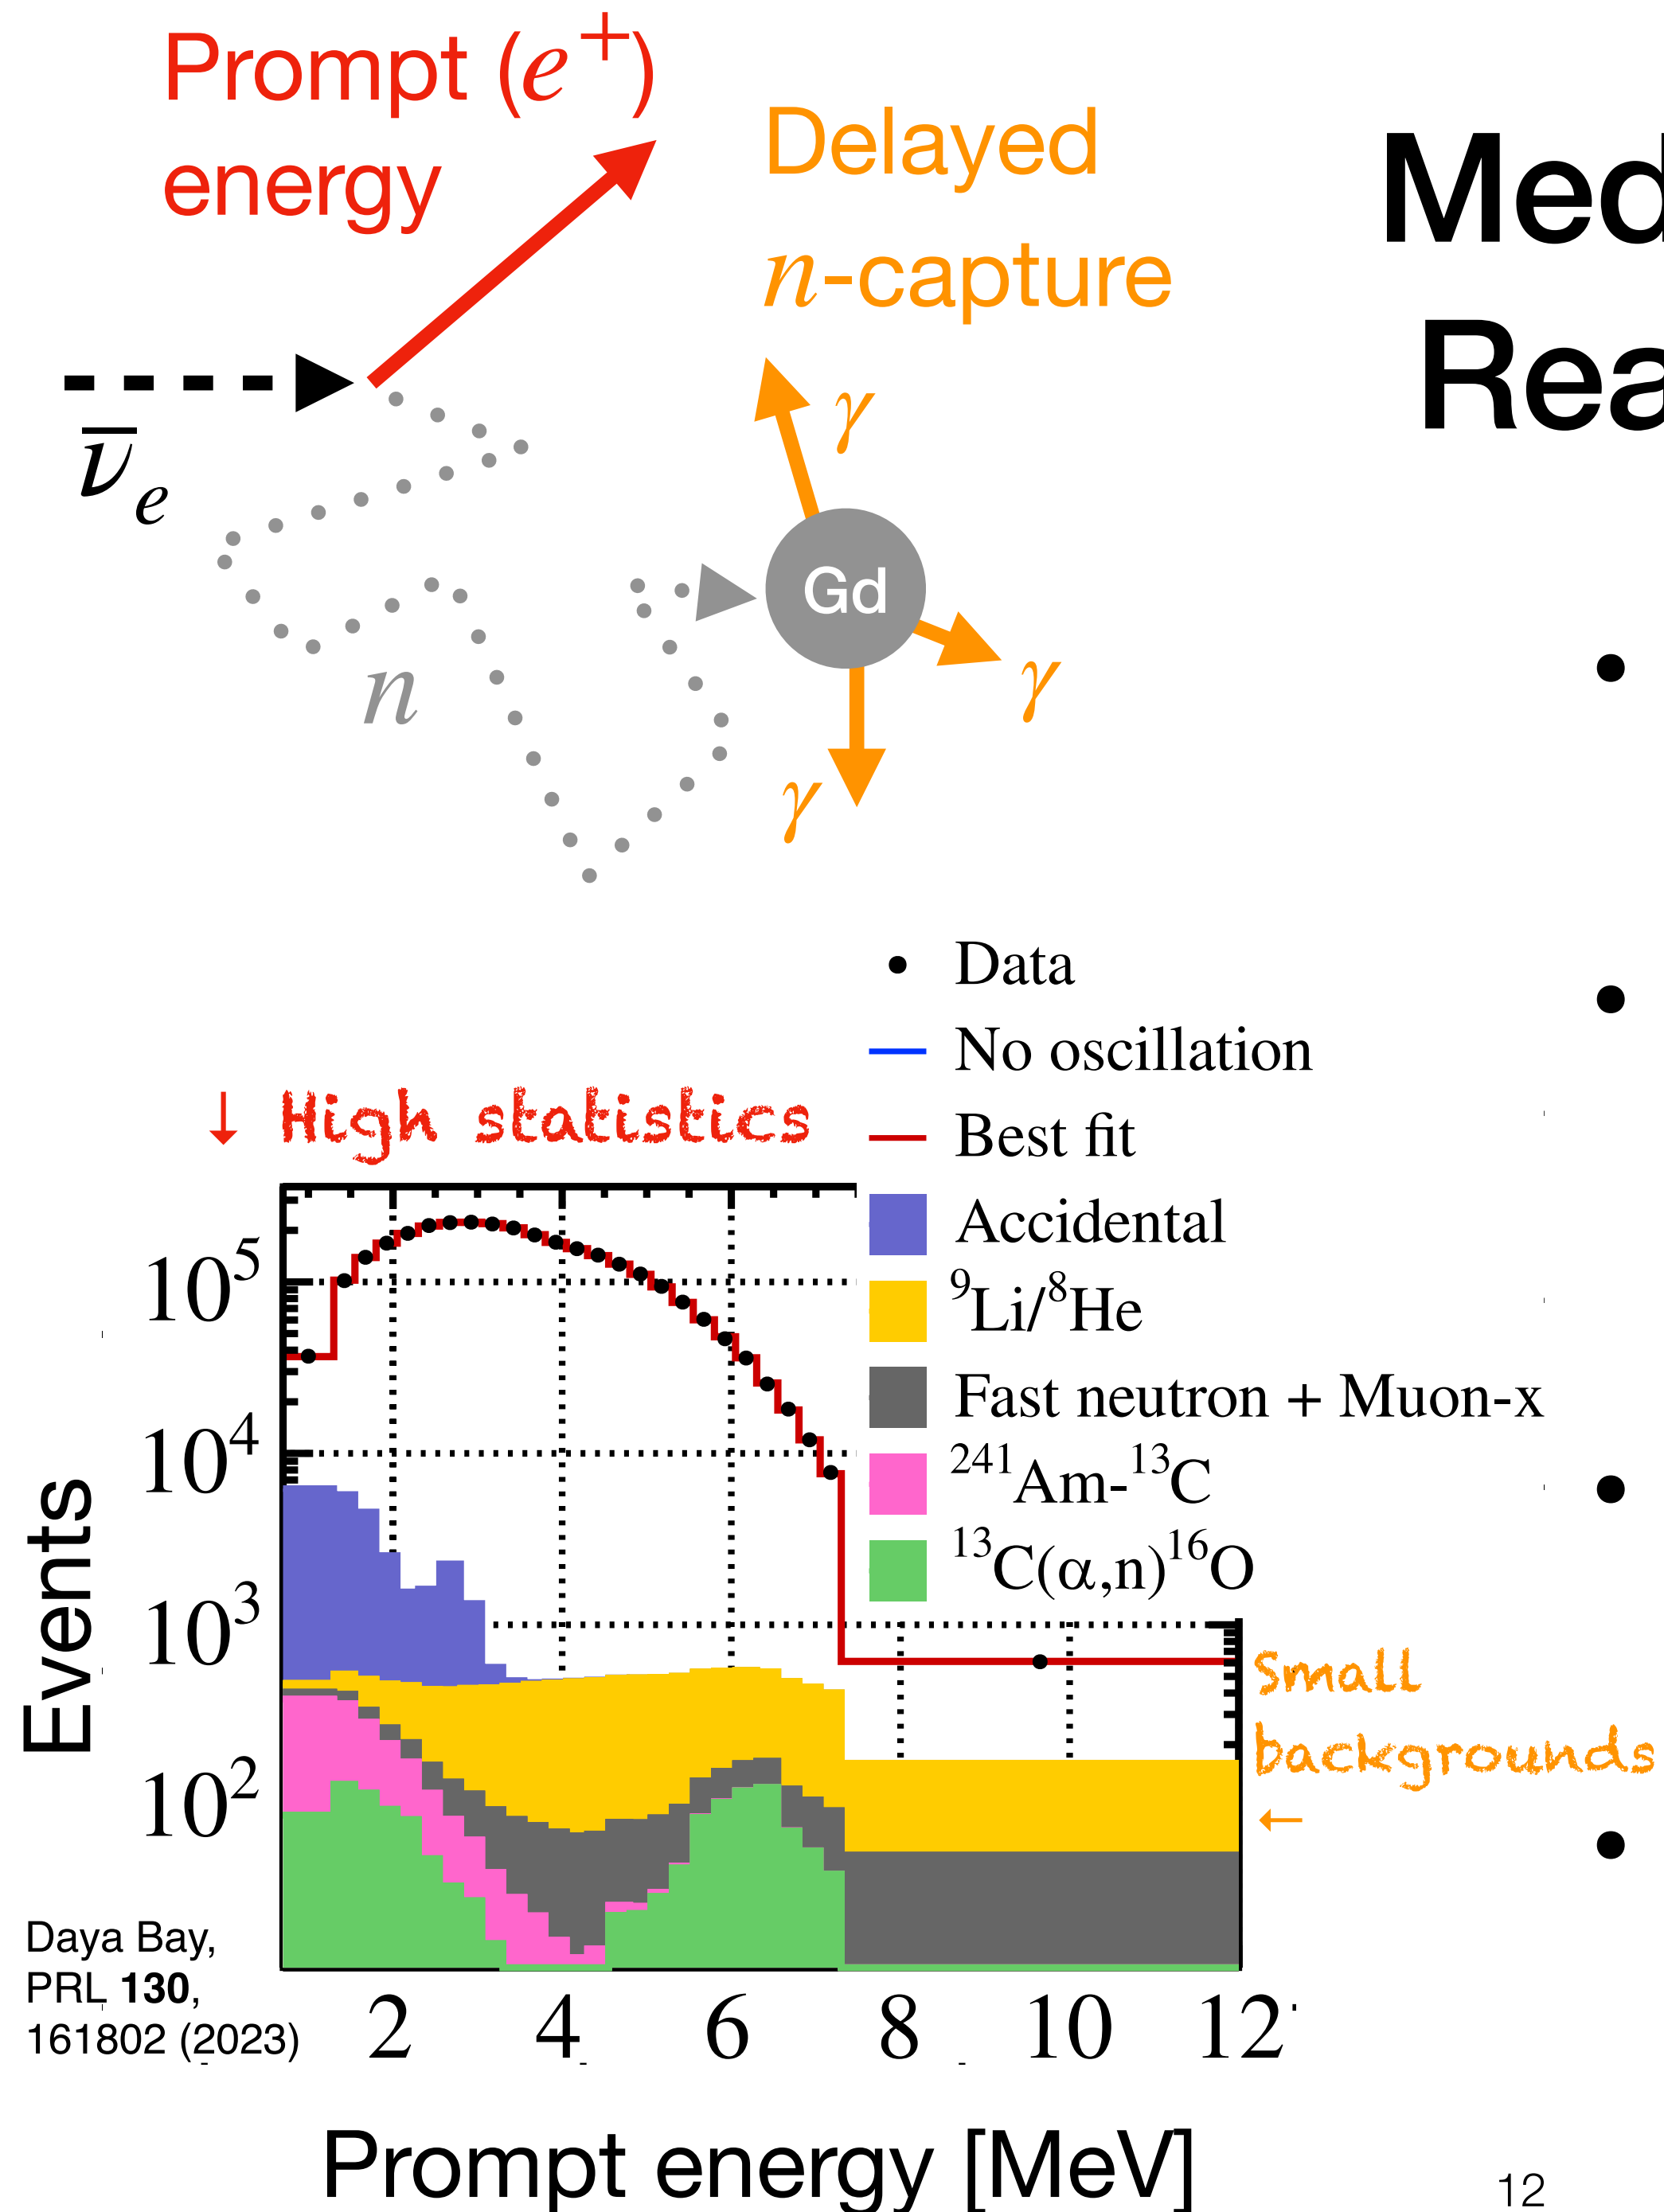 Prompt (e⁺)
energy
Delayed
n-capture
Med
Rea
ν̅ₑ
γ
Gd
γ
n
γ
• Data
No oscillation
↓ High statistics
Best fit
Accidental
⁹Li/⁸He
Fast neutron + Muon-x
²⁴¹Am-¹³C
¹³C(α,n)¹⁶O
10⁵
10⁴
10³
10²
Events
Small
backgrounds
←
Daya Bay,
PRL 130,
161802 (2023)
2 4 6 8 10 12
Prompt energy [MeV]
12